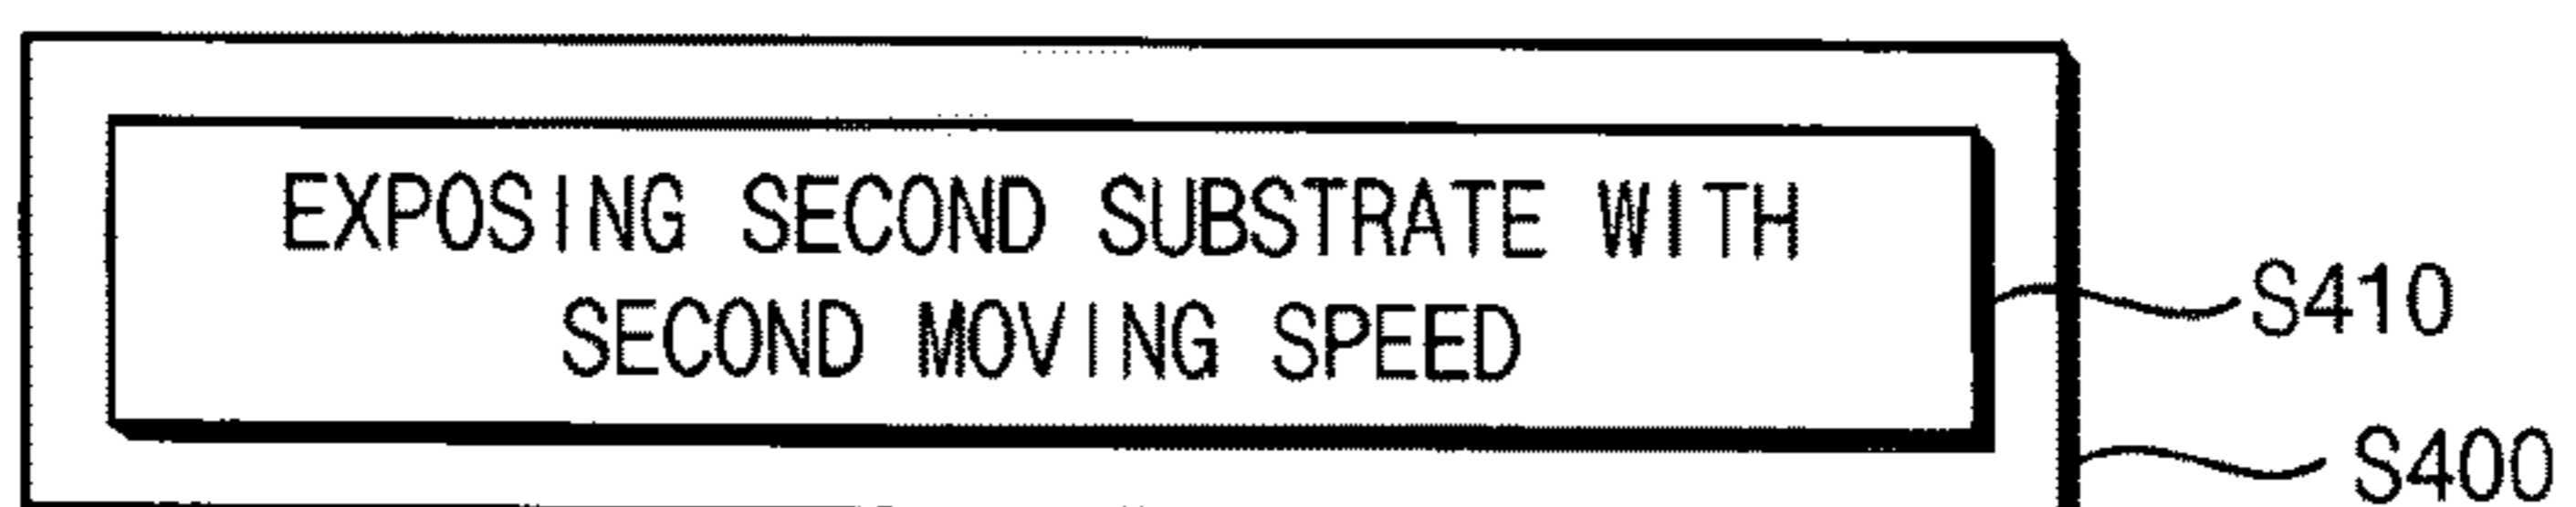 EXPOSING SECOND SUBSTRATE WITH
SECOND MOVING SPEED
S410
S400